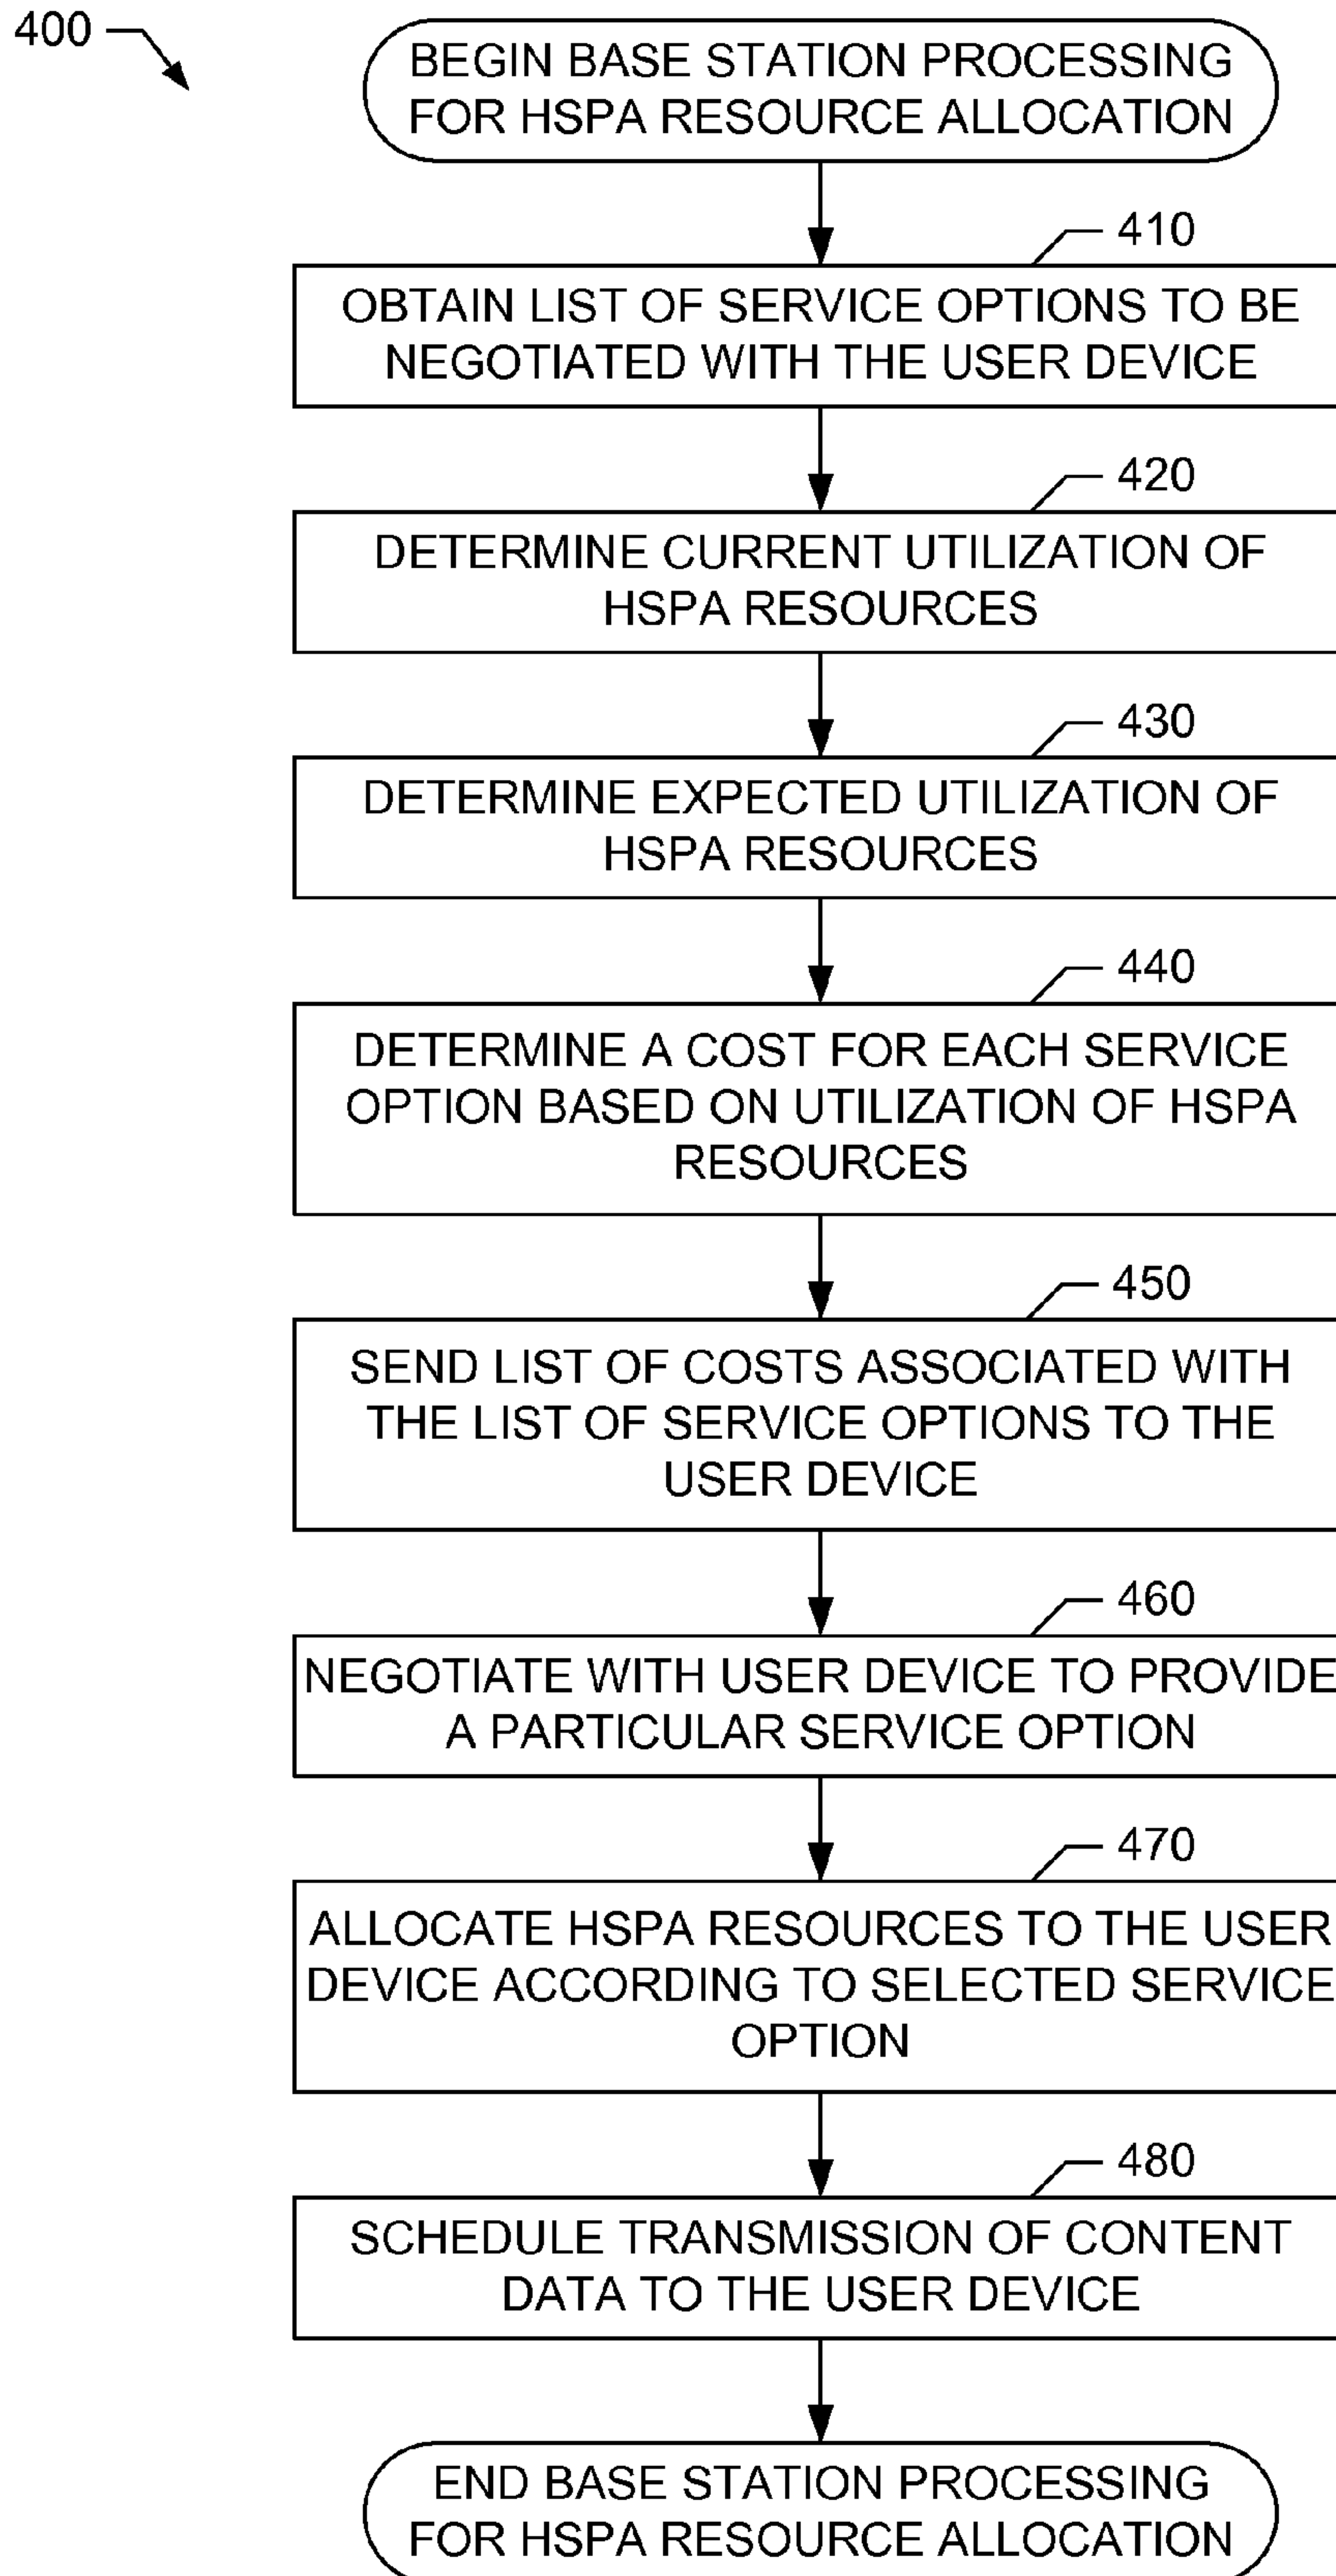 400
BEGIN BASE STATION PROCESSING
FOR HSPA RESOURCE ALLOCATION
410
OBTAIN LIST OF SERVICE OPTIONS TO BE
NEGOTIATED WITH THE USER DEVICE
420
DETERMINE CURRENT UTILIZATION OF
HSPA RESOURCES
430
DETERMINE EXPECTED UTILIZATION OF
HSPA RESOURCES
440
DETERMINE A COST FOR EACH SERVICE
OPTION BASED ON UTILIZATION OF HSPA
RESOURCES
450
SEND LIST OF COSTS ASSOCIATED WITH
THE LIST OF SERVICE OPTIONS TO THE
USER DEVICE
460
NEGOTIATE WITH USER DEVICE TO PROVIDE
A PARTICULAR SERVICE OPTION
470
ALLOCATE HSPA RESOURCES TO THE USER
DEVICE ACCORDING TO SELECTED SERVICE
OPTION
480
SCHEDULE TRANSMISSION OF CONTENT
DATA TO THE USER DEVICE
END BASE STATION PROCESSING
FOR HSPA RESOURCE ALLOCATION